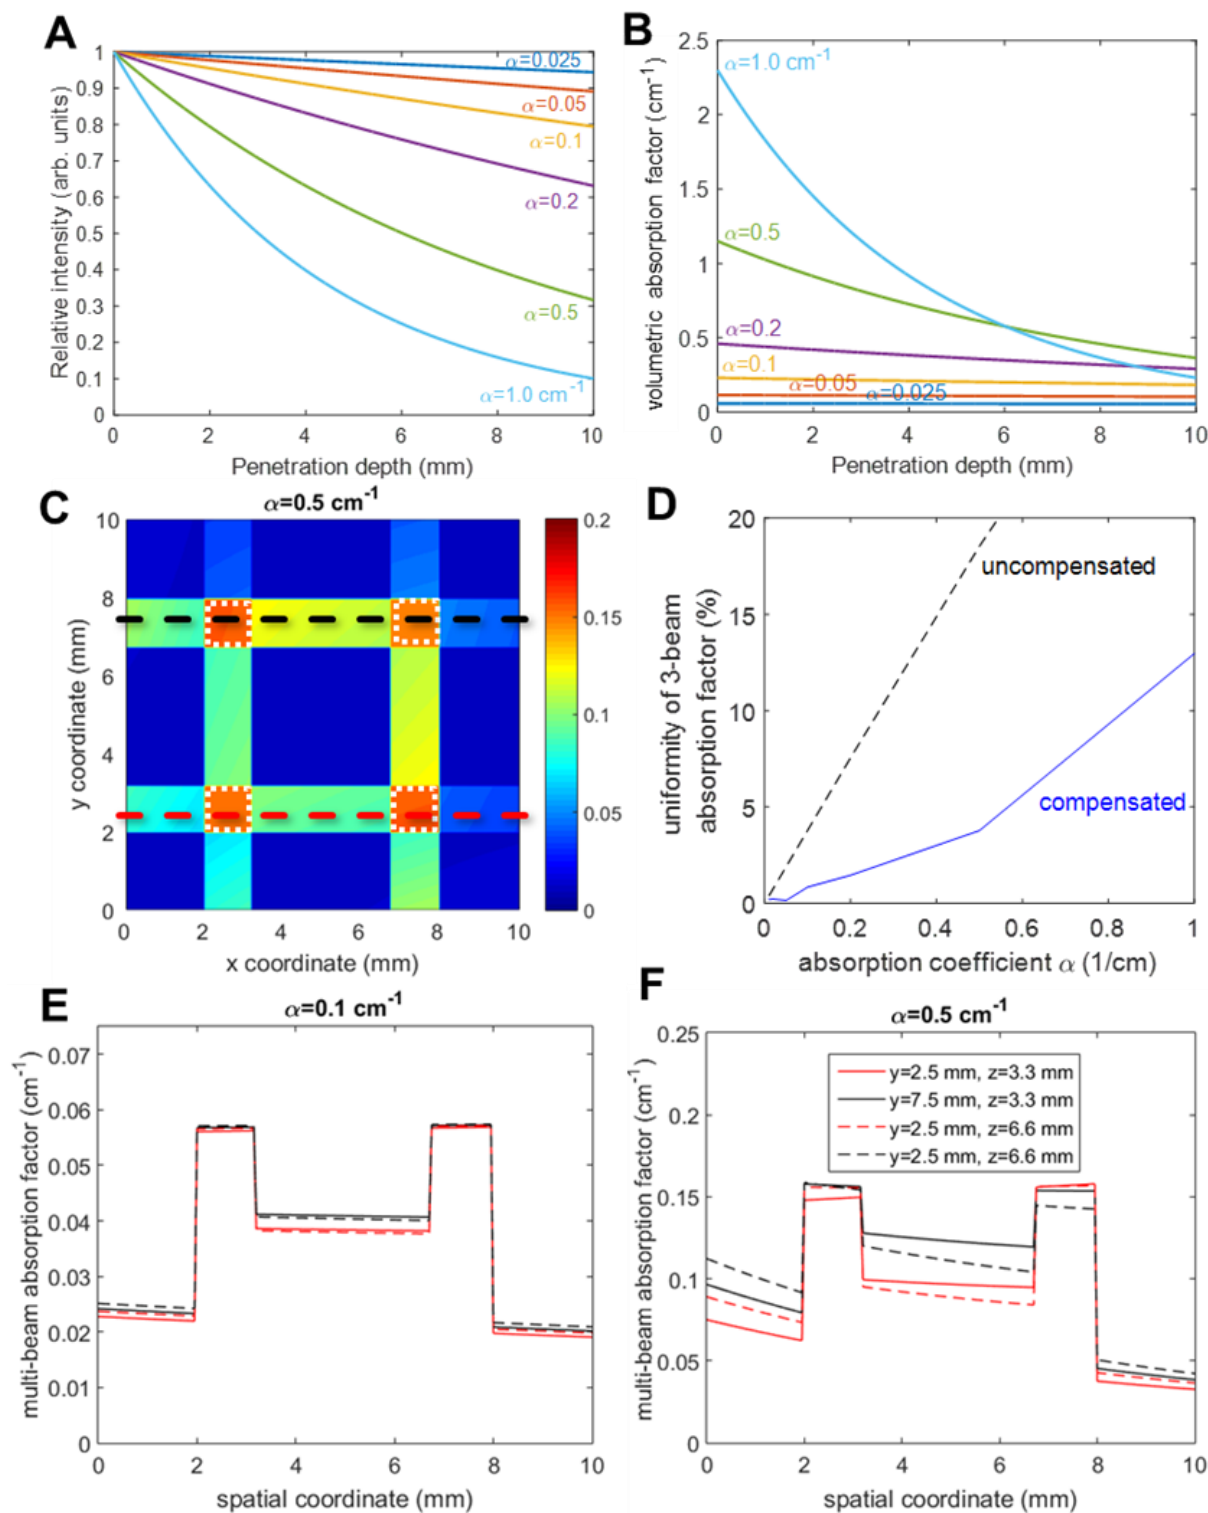 A
Relative intensity (arb. units)
1
0.9
0.8
0.7
0.6
0.5
0.4
0.3
0.2
0.1
0
α=0.025
α=0.05
α=0.1
α=0.2
α=0.5
α=1.0 cm-1
0 2 4 6 8 10
Penetration depth (mm)
B
volumetric absorption factor (cm-1)
2.5
2
1.5
1
0.5
0
α=1.0 cm-1
α=0.5
α=0.2
α=0.1
α=0.05
α=0.025
0 2 4 6 8 10
Penetration depth (mm)
C
α=0.5 cm-1
y coordinate (mm)
10
8
6
4
2
0
0 2 4 6 8 10
x coordinate (mm)
0.2
0.15
0.1
0.05
0
D
uniformity of 3-beam
absorption factor (%)
20
15
10
5
0
uncompensated
compensated
0 0.2 0.4 0.6 0.8 1
absorption coefficient α (1/cm)
E
α=0.1 cm-1
multi-beam absorption factor (cm-1)
0.07
0.06
0.05
0.04
0.03
0.02
0.01
0
0 2 4 6 8 10
spatial coordinate (mm)
F
α=0.5 cm-1
multi-beam absorption factor (cm-1)
0.25
0.2
0.15
0.1
0.05
0
y=2.5 mm, z=3.3 mm
y=7.5 mm, z=3.3 mm
y=2.5 mm, z=6.6 mm
y=2.5 mm, z=6.6 mm
0 2 4 6 8 10
spatial coordinate (mm)